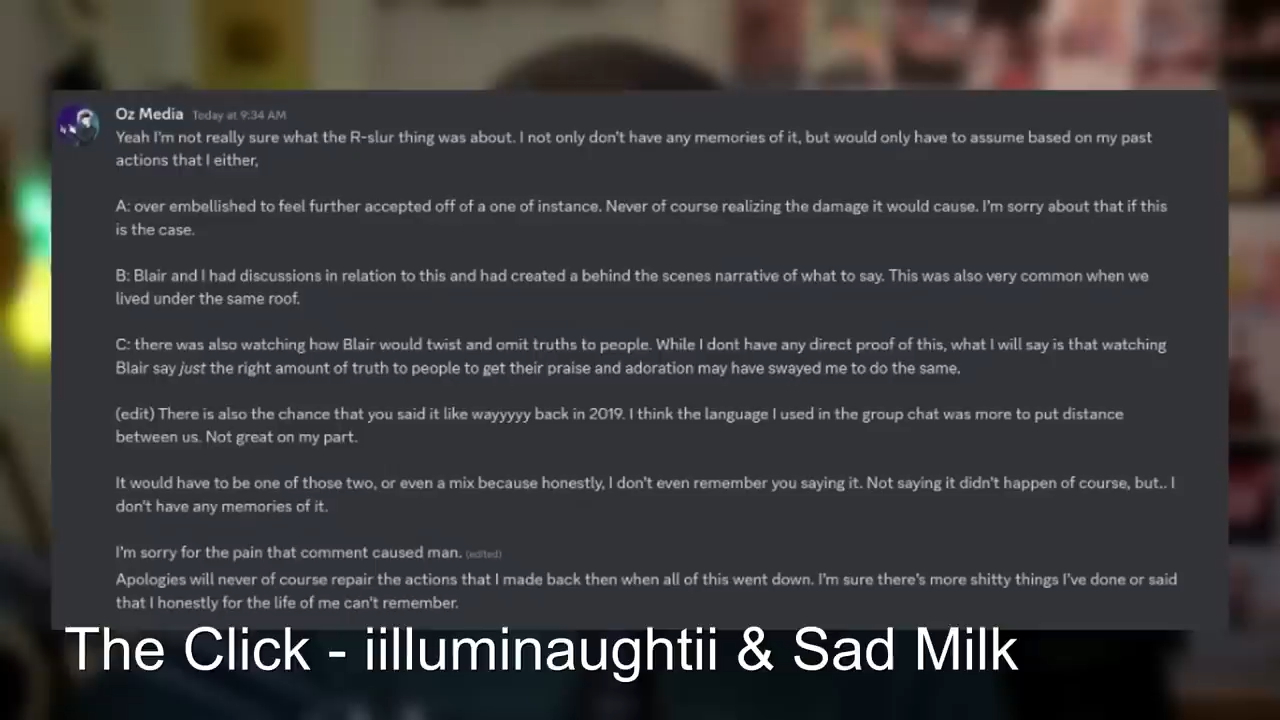 Oz Media Today at 9:34 AM
Yeah I'm not really sure what the R-slur thing was about. I not only don't have any memories of it, but would only have to assume based on my past
actions that I either,
A: over embellished to feel further accepted off of a one of instance. Never of course realizing the damage it would cause. I'm sorry about that if this
is the case.
B: Blair and I had discussions in relation to this and had created a behind the scenes narrative of what to say. This was also very common when we
lived under the same roof.
C: there was also watching how Blair would twist and omit truths to people. While I dont have any direct proof of this, what I will say is that watching
Blair say just the right amount of truth to people to get their praise and adoration may have swayed me to do the same.
(edit) There is also the chance that you said it like wayyyyy back in 2019. I think the language I used in the group chat was more to put distance
between us. Not great on my part.
It would have to be one of those two, or even a mix because honestly, I don't even remember you saying it. Not saying it didn't happen of course, but.. I
don't have any memories of it.
I'm sorry for the pain that comment caused man. (edited)
Apologies will never of course repair the actions that I made back then when all of this went down. I'm sure there's more shitty things I've done or said
that I honestly for the life of me can't remember.
The Click - iilluminaughtii & Sad Milk